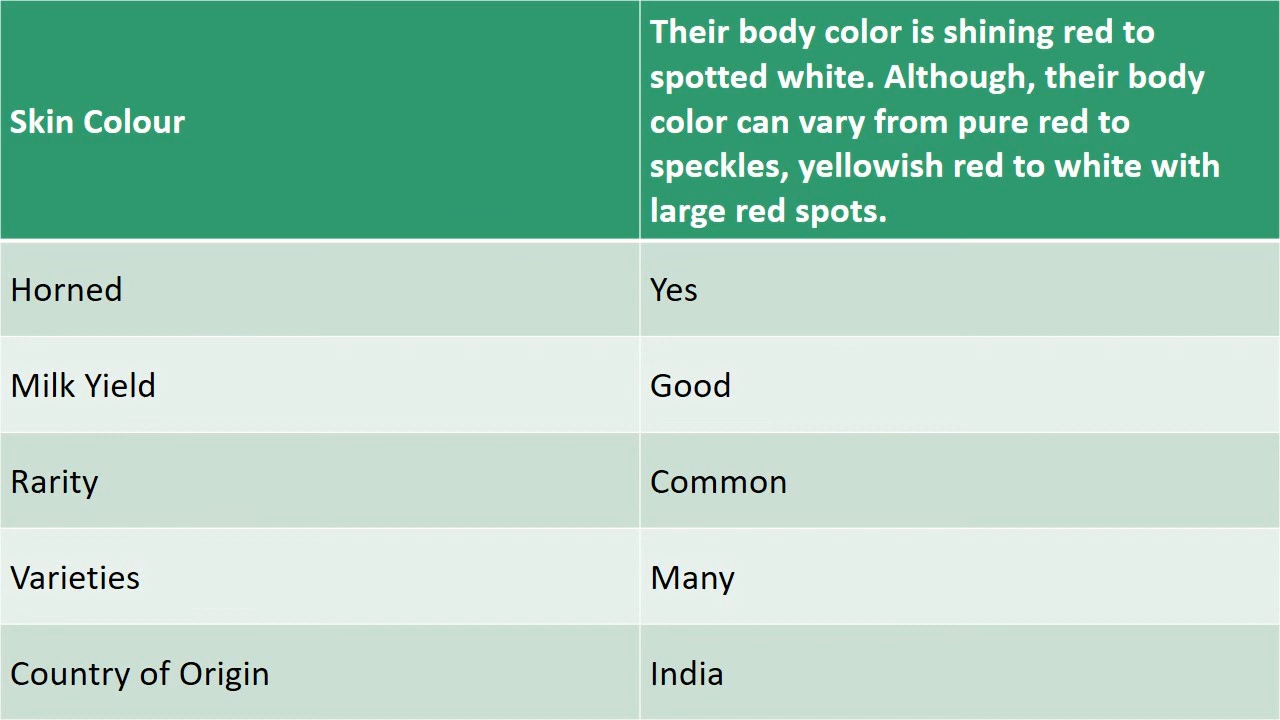 Skin Colour
Their body color is shining red to
spotted white. Although, their body
color can vary from pure red to
speckles, yellowish red to white with
large red spots.
Horned
Yes
Milk Yield
Good
Rarity
Common
Varieties
Many
Country of Origin
India